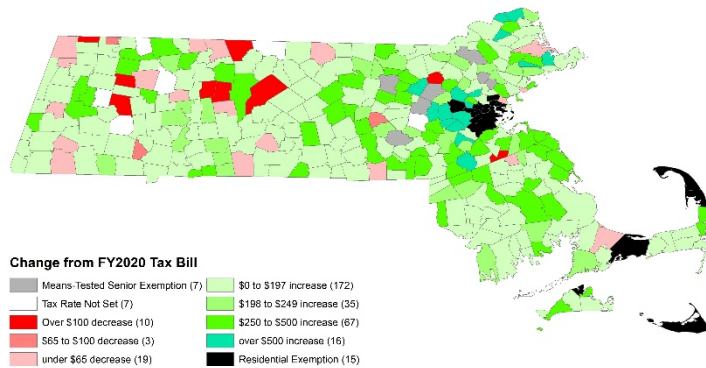 Change from FY2020 Tax Bill
Means-Tested Senior Exemption (7)
Tax Rate Not Set (7)
Over $100 decrease (10)
$65 to $100 decrease (3)
under $65 decrease (19)
$0 to $197 increase (172)
$198 to $249 increase (35)
$250 to $500 increase (67)
over $500 increase (16)
Residential Exemption (15)